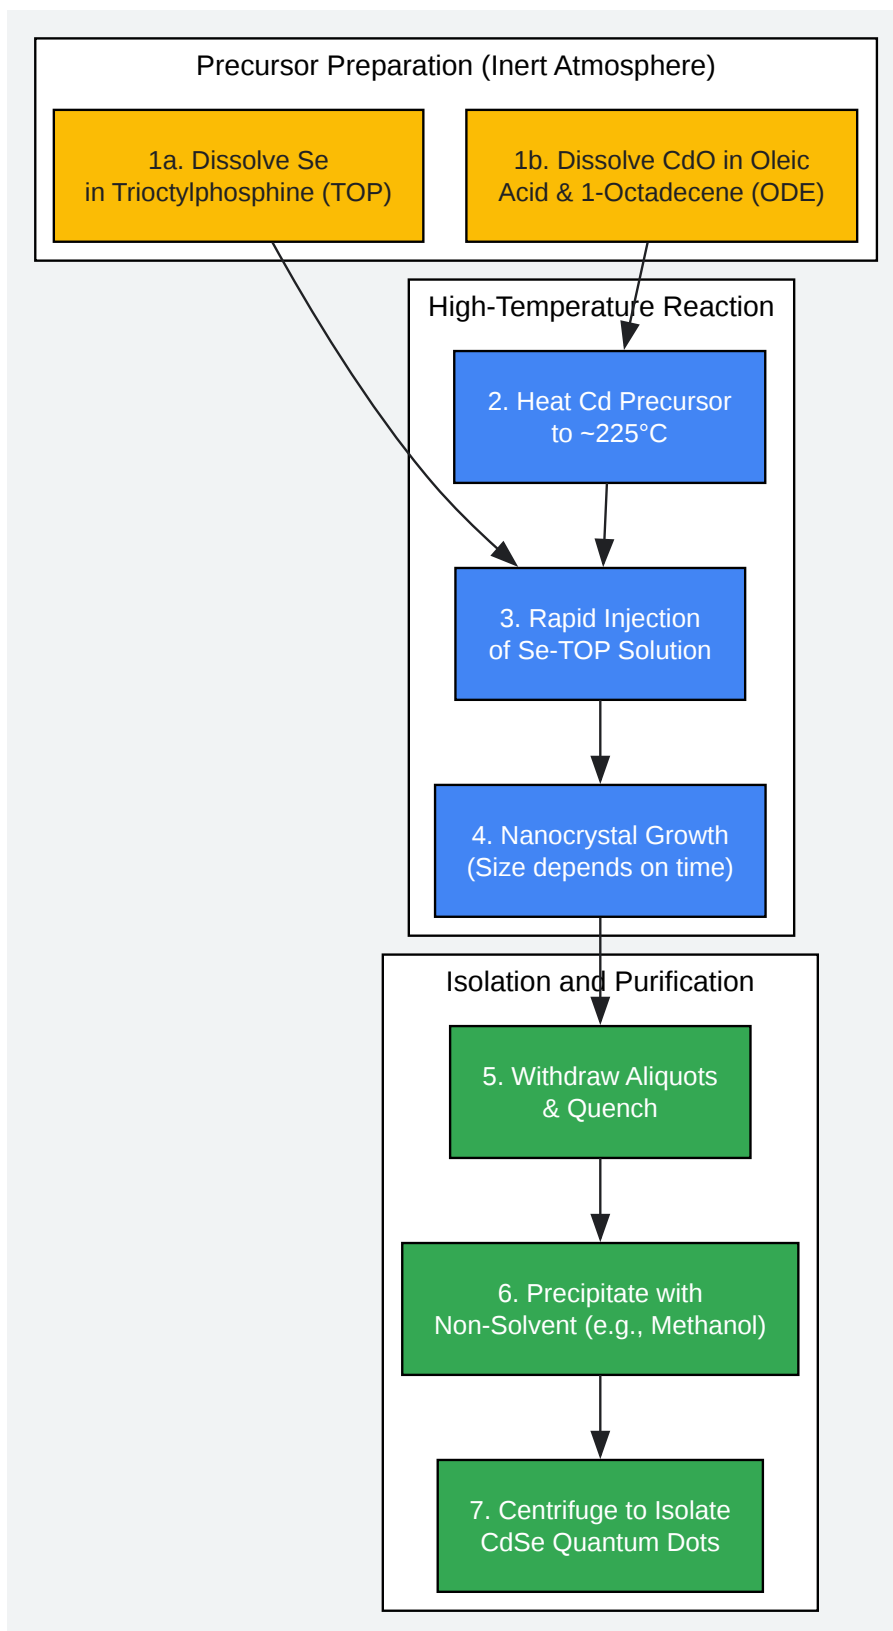 Precursor Preparation (Inert Atmosphere)
1a. Dissolve Se
in Trioctylphosphine (TOP)
1b. Dissolve CdO in Oleic
Acid & 1-Octadecene (ODE)
High-Temperature Reaction
2. Heat Cd Precursor
to ~225°C
3. Rapid Injection
of Se-TOP Solution
4. Nanocrystal Growth
(Size depends on time)
Isolation and Purification
5. Withdraw Aliquots
& Quench
6. Precipitate with
Non-Solvent (e.g., Methanol)
7. Centrifuge to Isolate
CdSe Quantum Dots